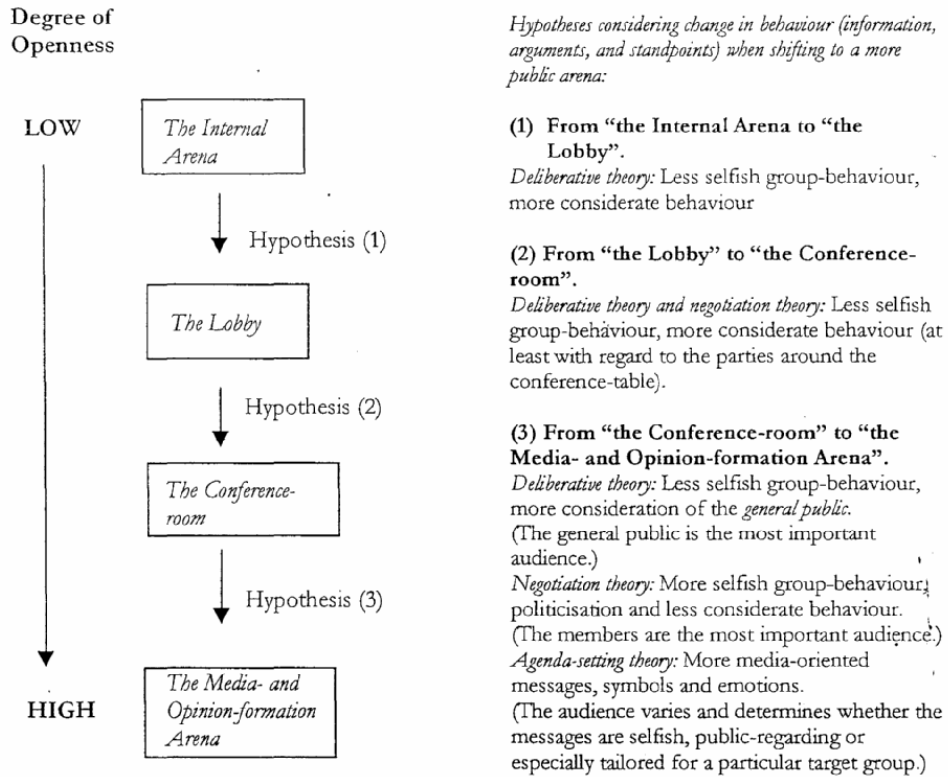 Degree of
Openness
LOW
The Internal
Arena
Hypothesis (1)
The Lobby
Hypothesis (2)
The Conference-
room
Hypothesis (3)
HIGH
The Media- and
Opinion-formation
Arena
Hypotheses considering change in behaviour (information,
arguments, and standpoints) when shifting to a more
public arena:
(1) From “the Internal Arena to “the
Lobby”.
Deliberative theory: Less selfish group-behaviour,
more considerate behaviour
(2) From “the Lobby” to “the Conference-
room”.
Deliberative theory and negotiation theory: Less selfish
group-behaviour, more considerate behaviour (at
least with regard to the parties around the
conference-table).
(3) From “the Conference-room” to “the
Media- and Opinion-formation Arena”.
Deliberative theory: Less selfish group-behaviour,
more consideration of the general public.
(The general public is the most important
audience.)
Negotiation theory: More selfish group-behaviour,
politicisation and less considerate behaviour.
(The members are the most important audience.)
Agenda-setting theory: More media-oriented
messages, symbols and emotions.
(The audience varies and determines whether the
messages are selfish, public-regarding or
especially tailored for a particular target group.)